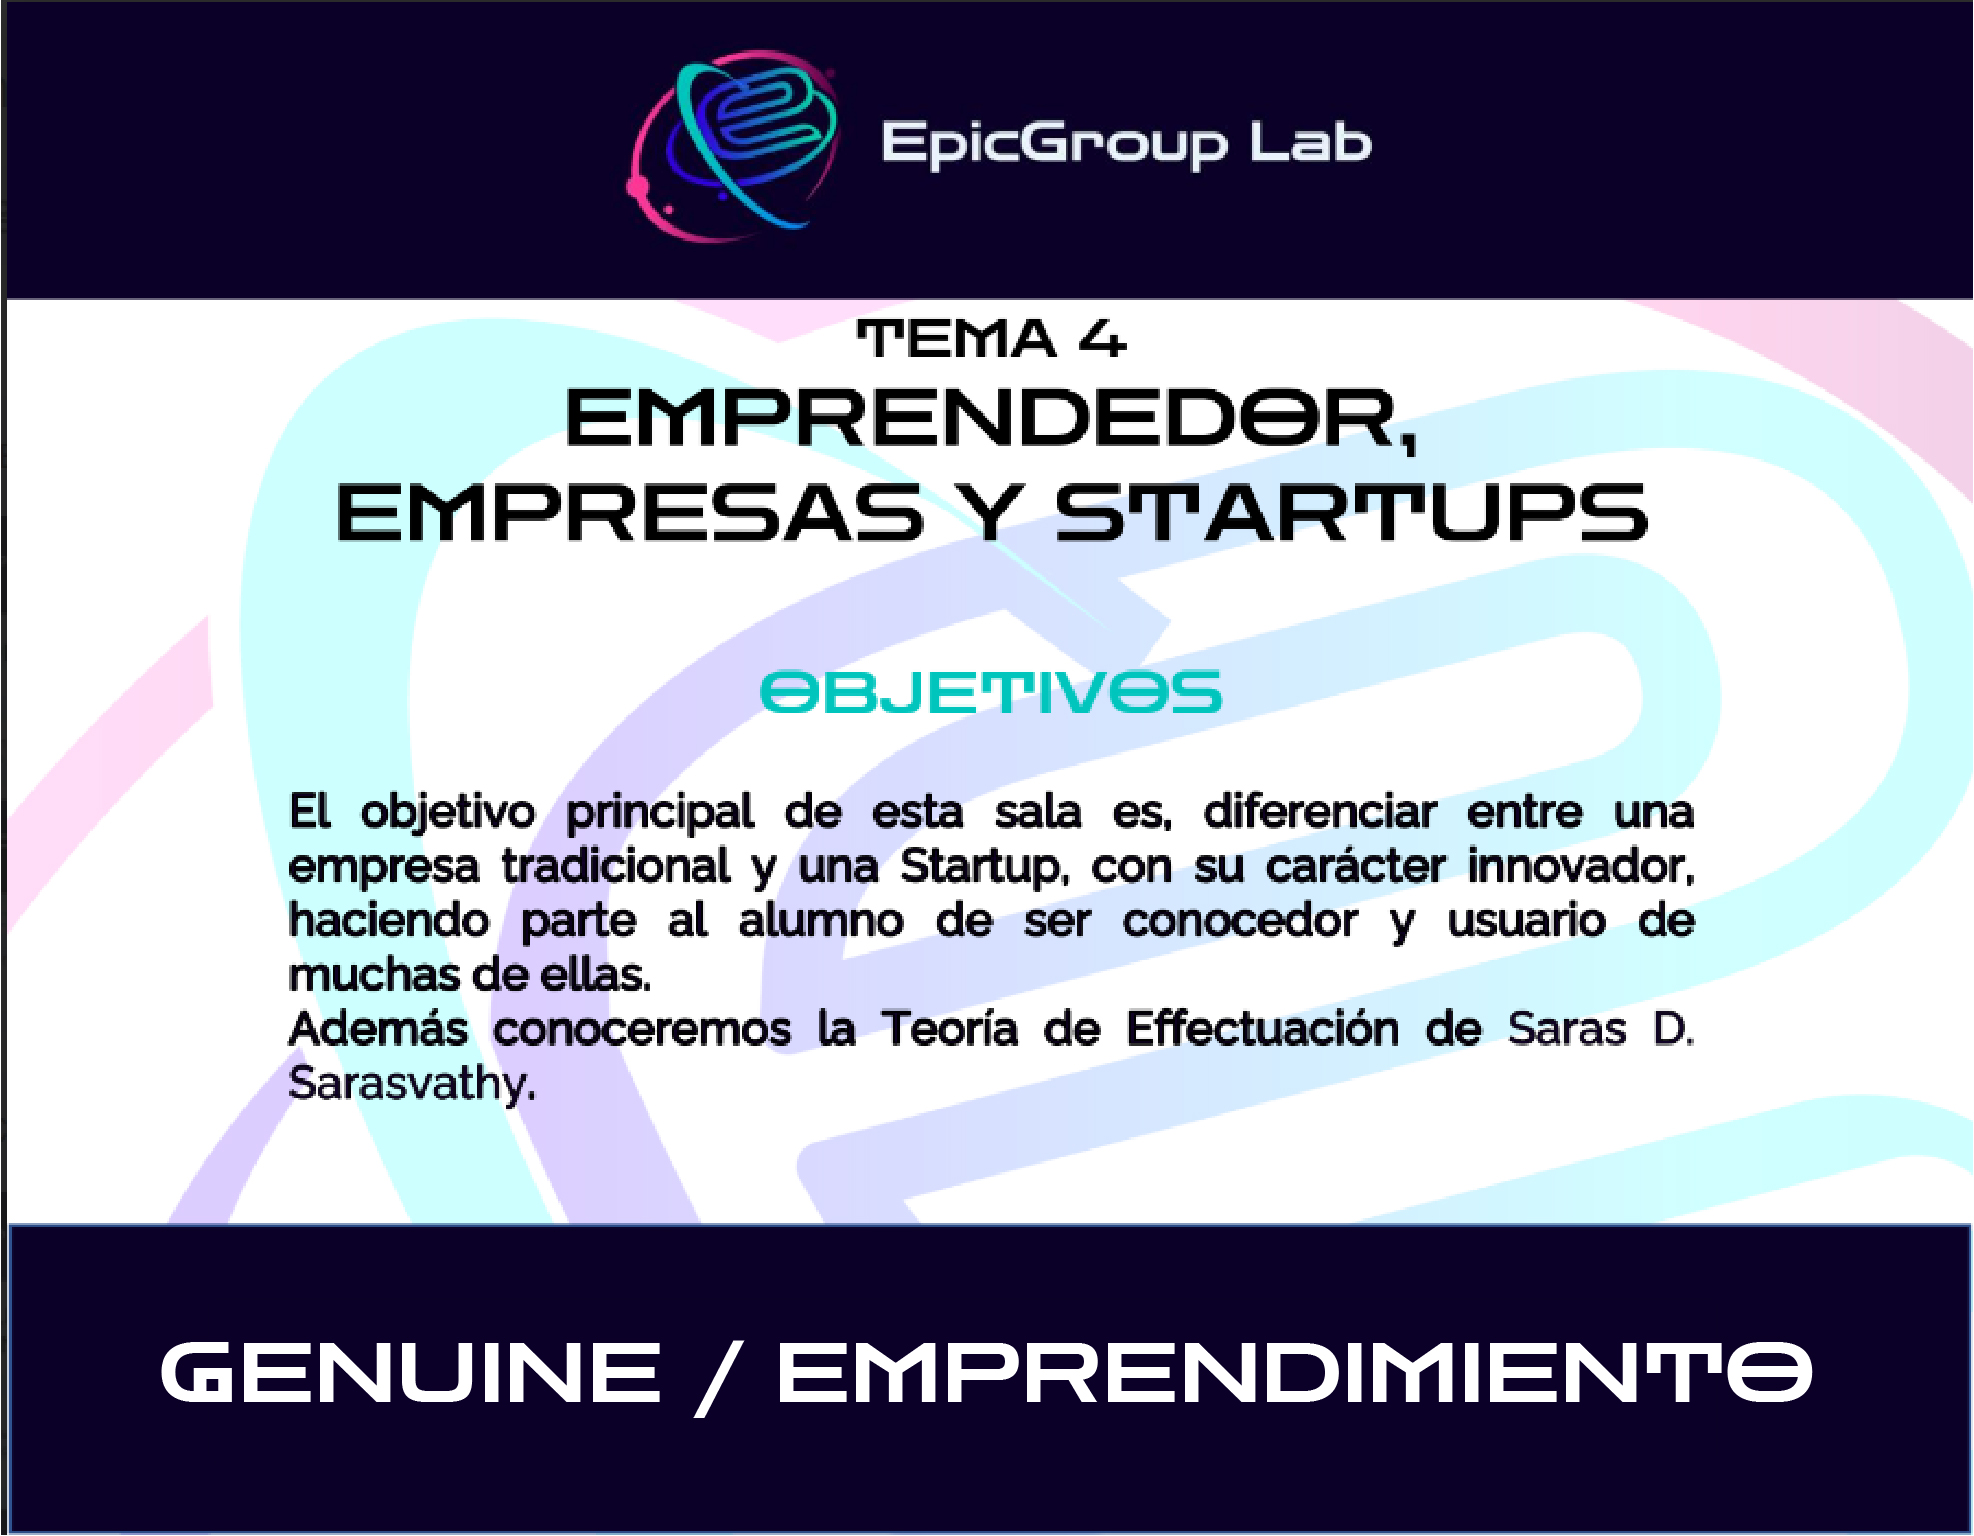 EpicGroup Lab
TEMA 4
EMPRENDEDOR,
EMPRESAS Y STARTUPS
OBJETIVOS
El objetivo principal de esta sala es, diferenciar entre una
empresa tradicional y una Startup, con su carácter innovador,
haciendo parte al alumno de ser conocedor y usuario de
muchas de ellas.
Además conoceremos la Teoría de Effectuación de Saras D.
Sarasvathy.
GENUINE / EMPRENDIMIENTO